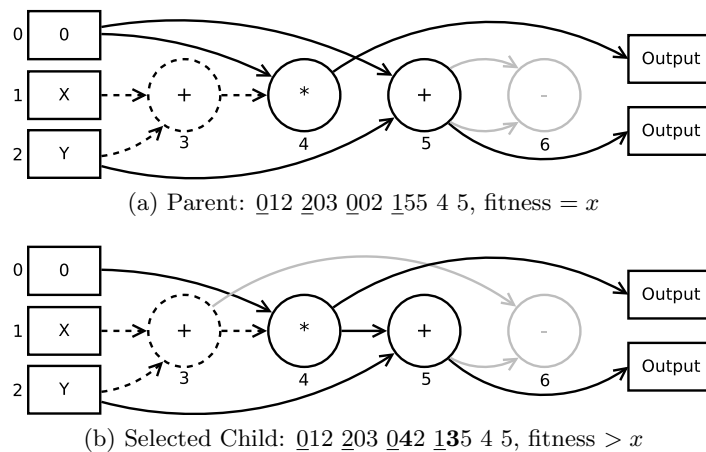 0 0 Output
1 X + * + -
2 Y 3 4 5 6 Output
(a) Parent: 012 203 002 155 4 5, fitness = x
0 0 Output
1 X + * + -
2 Y 3 4 5 6 Output
(b) Selected Child: 012 203 042 135 4 5, fitness > x